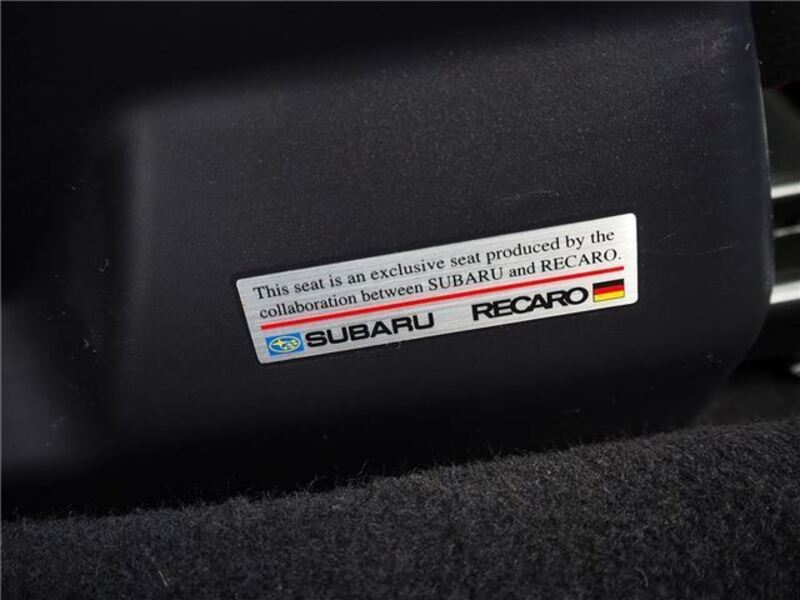 This seat is an exclusive seat produced by the
collaboration between SUBARU and RECARO.
SUBARU RECARO